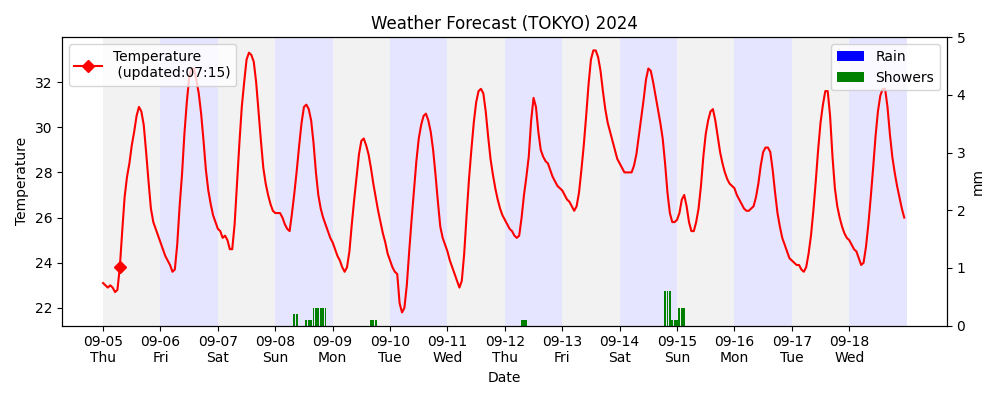 Weather Forecast (TOKYO) 2024
Temperature
(updated:07:15)
Rain
Showers
Temperature
32
30
28
26
24
22
5
4
3
2
1
0
mm
09-05 09-06 09-07 09-08 09-09 09-10 09-11 09-12 09-13 09-14 09-15 09-16 09-17 09-18
Thu Fri Sat Sun Mon Tue Wed Thu Fri Sat Sun Mon Tue Wed
Date